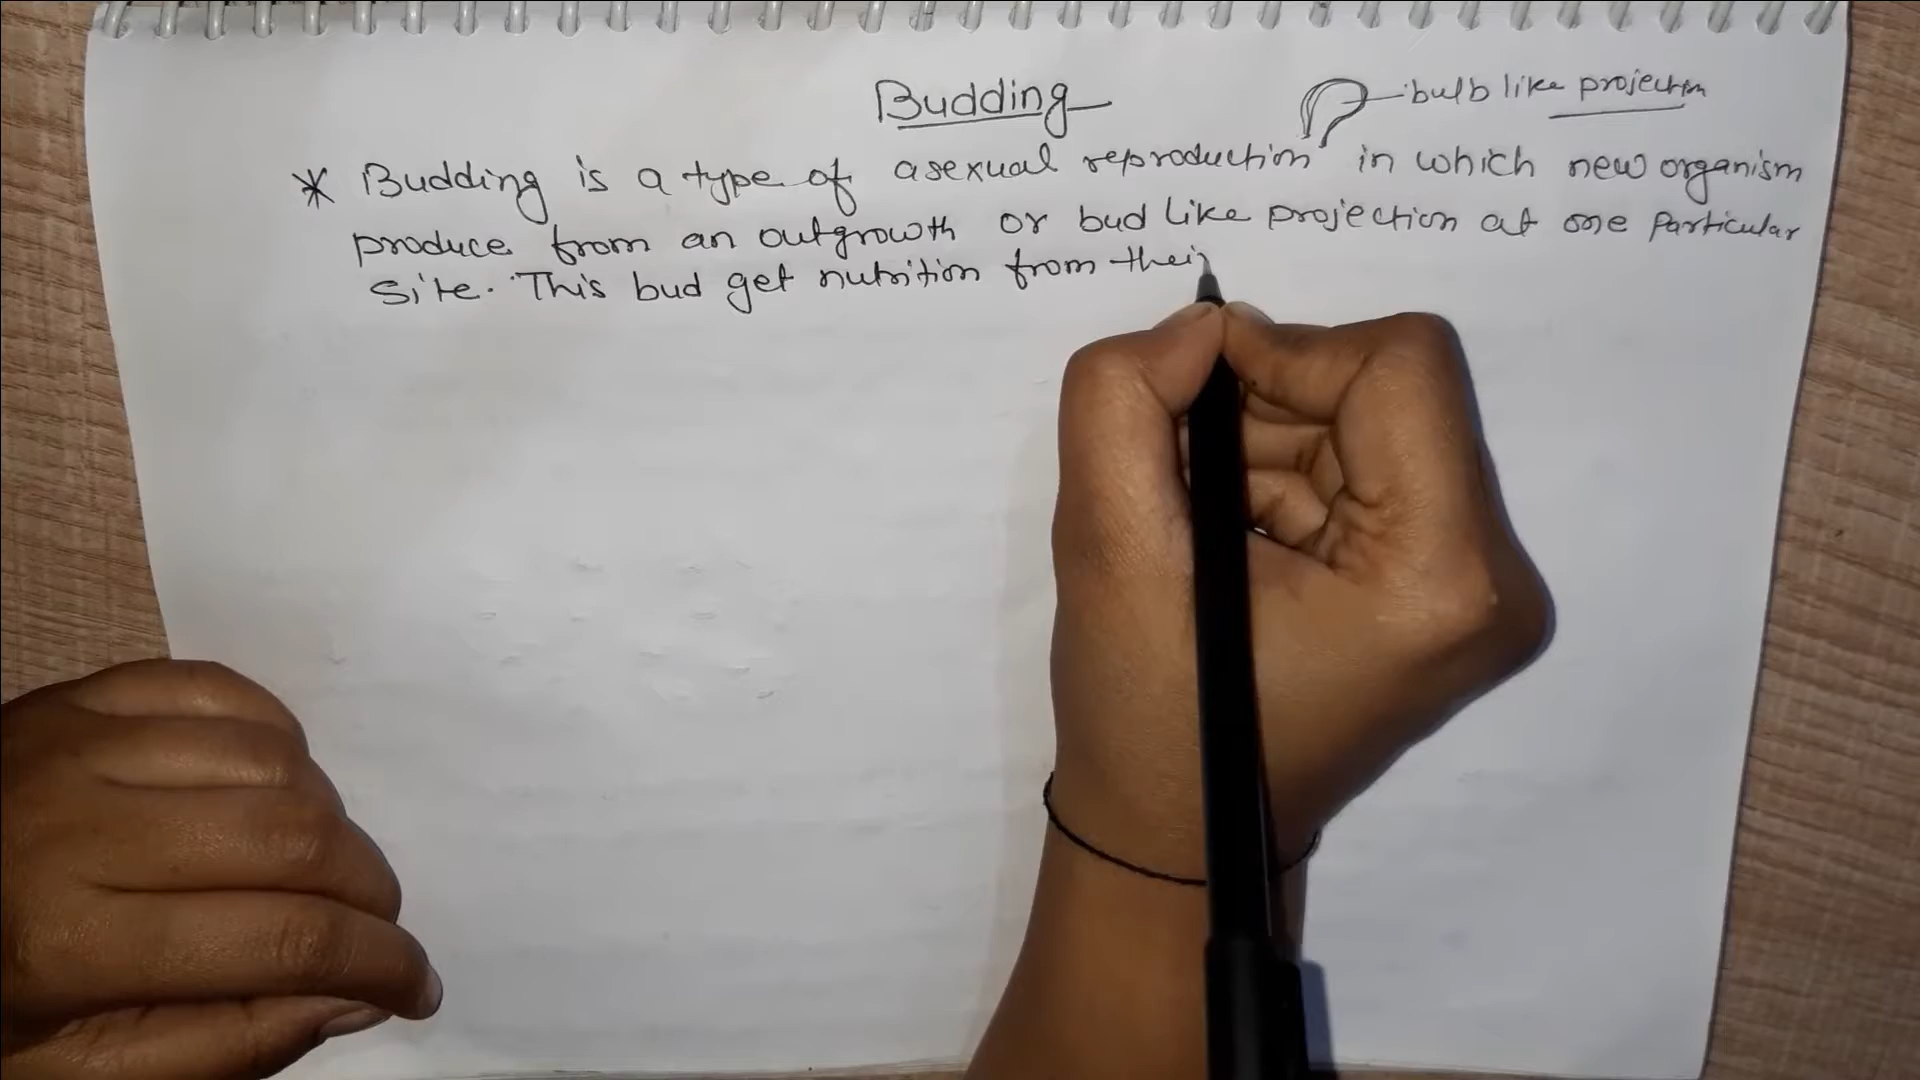 Budding
bulb like projection
* Budding is a type of asexual reproduction in which new organism
produce from an outgrowth or bud like projection at one particular
site. This bud get nutrition from their